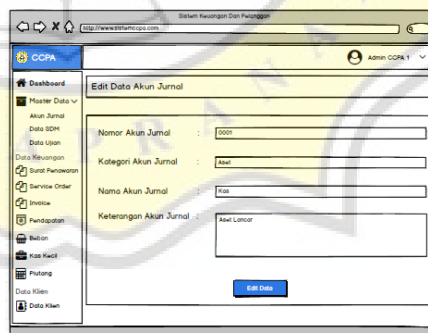 Sistem Keuangan Dan Pelanggan
http://www.sistemccpa.com
CCPA
Admin CCPA 1
Dashboard
Master Data
Akun Jurnal
Data SDM
Data Ujian
Data Keuangan
Surat Penawaran
Service Order
Invoice
Pendapatan
Beban
Kas Kecil
Piutang
Data Klien
Data Klien
Edit Data Akun Jurnal
Nomor Akun Jurnal : 0001
Kategori Akun Jurnal : Aset
Nama Akun Jurnal : Kas
Keterangan Akun Jurnal : Aset Lancar
Edit Data